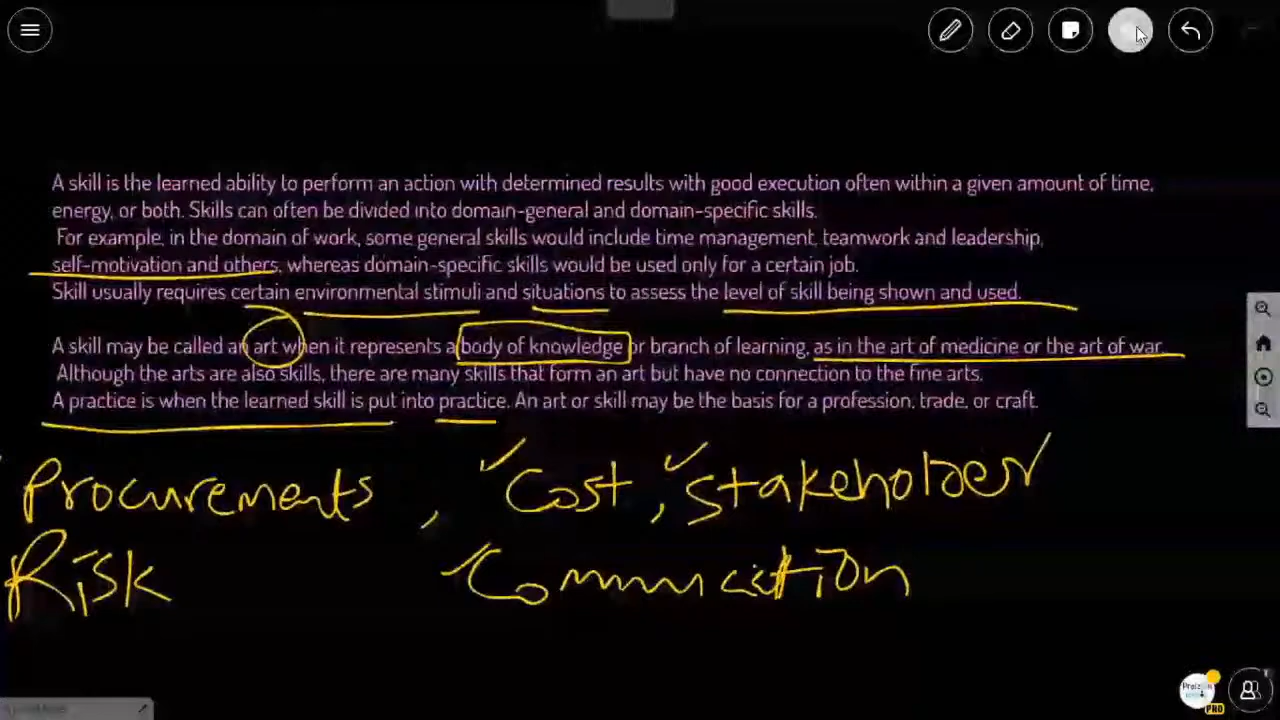 A skill is the learned ability to perform an action with determined results with good execution often within a given amount of time,
energy, or both. Skills can often be divided into domain-general and domain-specific skills.
For example, in the domain of work, some general skills would include time management, teamwork and leadership,
self-motivation and others, whereas domain-specific skills would be used only for a certain job.
Skill usually requires certain environmental stimuli and situations to assess the level of skill being shown and used.
A skill may be called an art when it represents a body of knowledge or branch of learning, as in the art of medicine or the art of war.
Although the arts are also skills, there are many skills that form an art but have no connection to the fine arts.
A practice is when the learned skill is put into practice. An art or skill may be the basis for a profession, trade, or craft.
Procurements, Cost, Stakeholder
Risk Communication
PRO